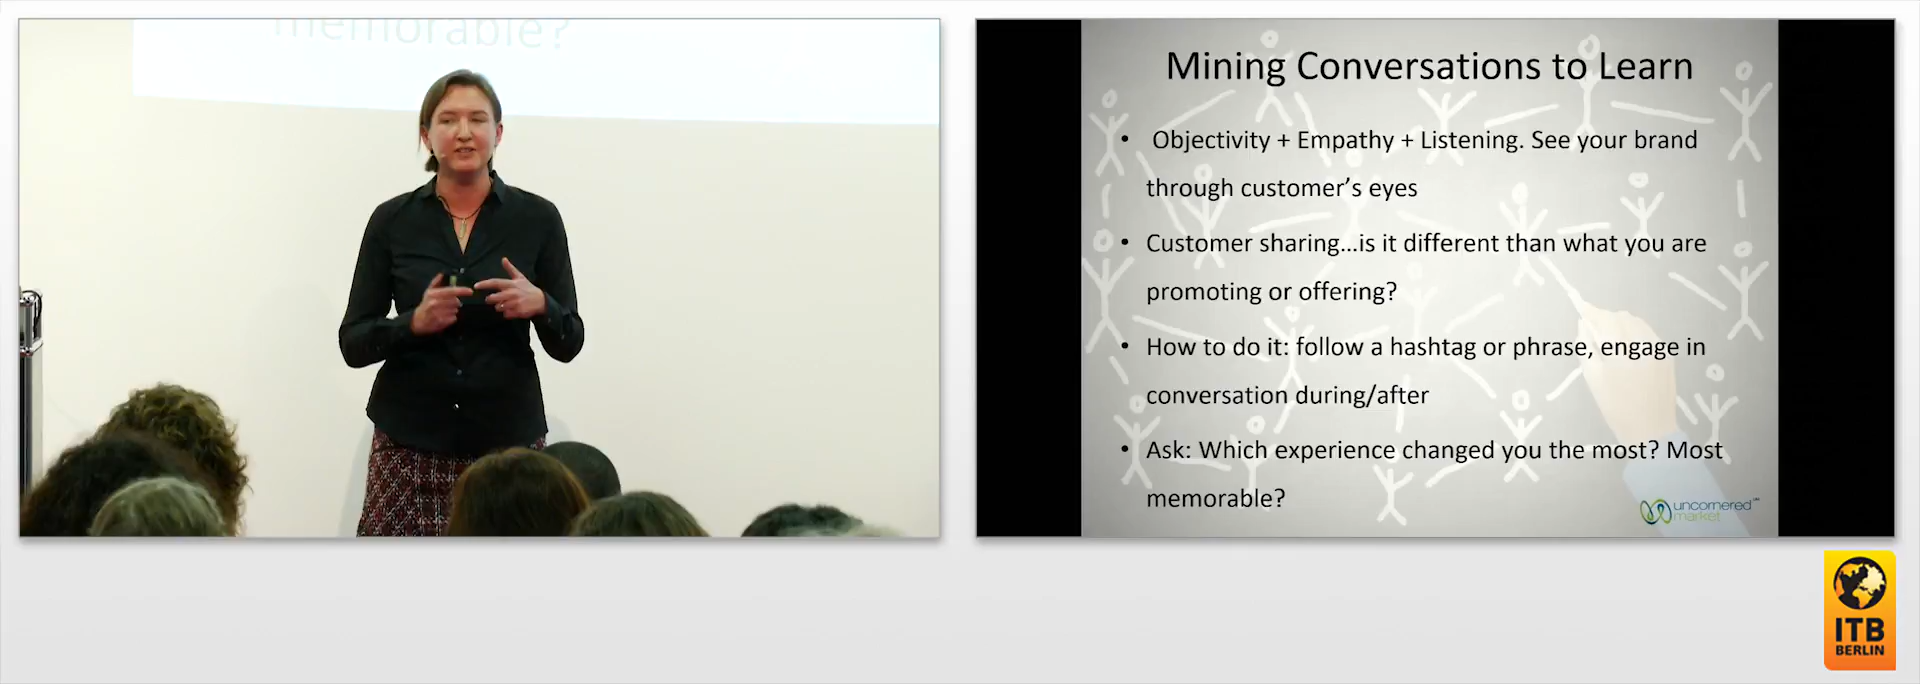 memorable?
Mining Conversations to Learn
• Objectivity + Empathy + Listening. See your brand
through customer’s eyes
• Customer sharing...is it different than what you are
promoting or offering?
• How to do it: follow a hashtag or phrase, engage in
conversation during/after
• Ask: Which experience changed you the most? Most
memorable?
uncornered
market
ITB
BERLIN